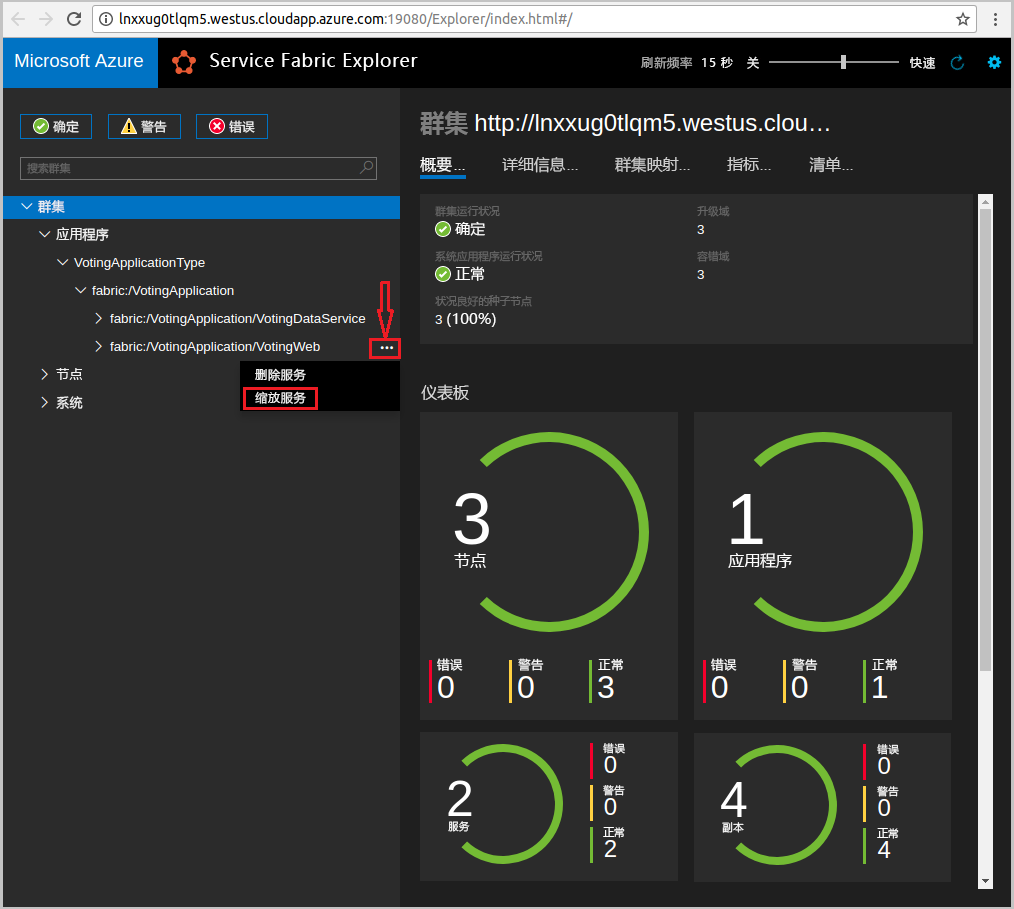 lnxxug0tlqm5.westus.cloudapp.azure.com:19080/Explorer/index.html#/
Microsoft Azure
Service Fabric Explorer
刷新频率 15 秒 关
快速
确定
警告
错误
搜索群集
群集
应用程序
VotingApplicationType
fabric:/VotingApplication
fabric:/VotingApplication/VotingDataService
fabric:/VotingApplication/VotingWeb
•••
删除服务
缩放服务
节点
系统
群集 http://lnxxug0tlqm5.westus.clou…
概要...
详细信息...
群集映射...
指标...
清单...
群集运行状况
确定
升级域
3
系统应用程序运行状况
正常
容错域
3
状况良好的种子节点
3 (100%)
仪表板
3
节点
错误
0
警告
0
正常
3
1
应用程序
错误
0
警告
0
正常
1
2
服务
错误
0
警告
0
正常
2
4
副本
错误
0
警告
0
正常
4